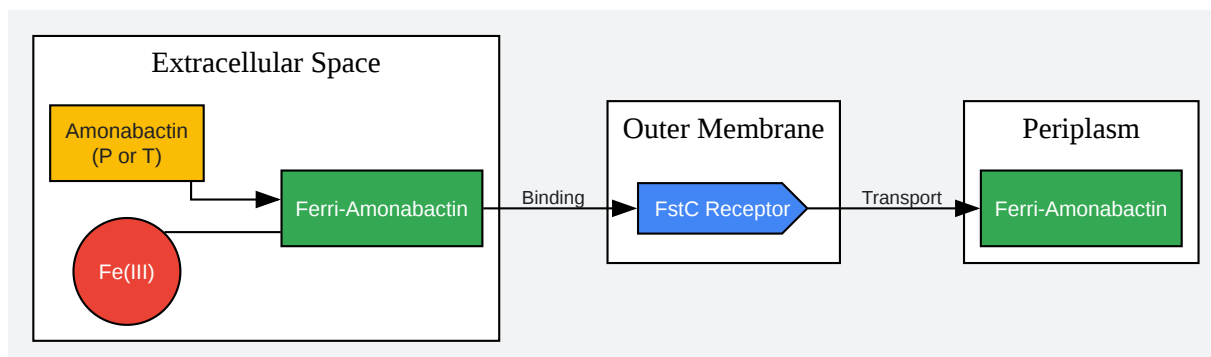 Extracellular Space
Amonabactin
(P or T)
Fe(III)
Ferri-Amonabactin
Binding
Outer Membrane
FstC Receptor
Transport
Periplasm
Ferri-Amonabactin